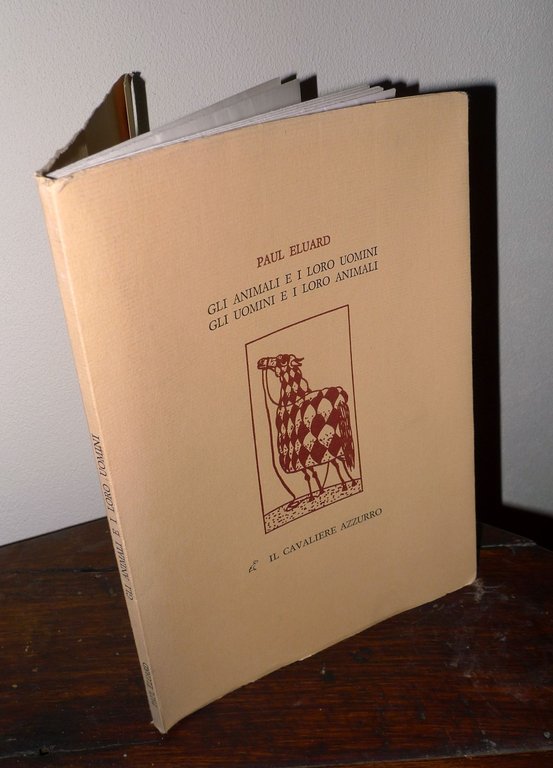 PAUL ELUARD
GLI ANIMALI E I LORO UOMINI
GLI UOMINI E I LORO ANIMALI
IL CAVALIERE AZZURRO
GLI ANIMALI E I LORO UOMINI
PAUL ELUARD